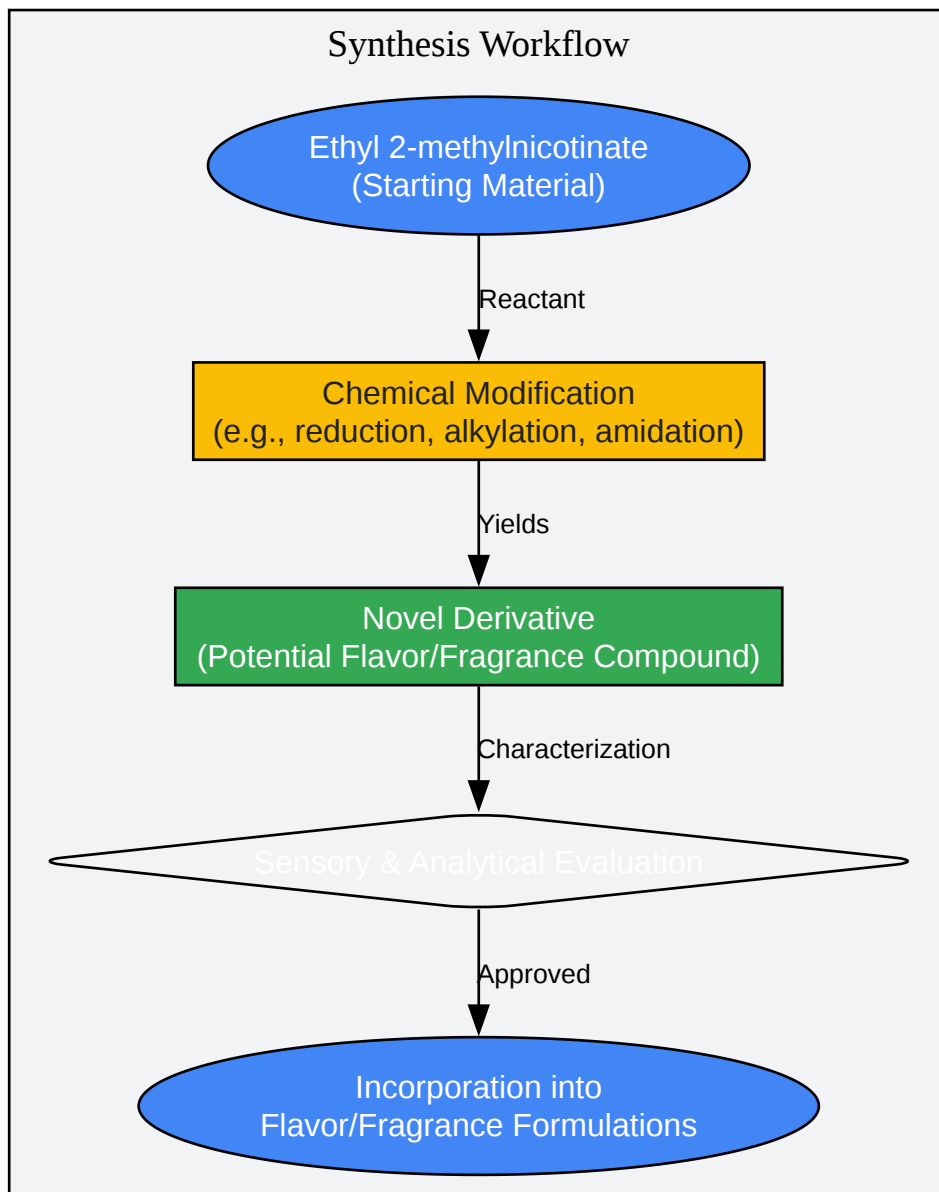 Synthesis Workflow
Ethyl 2-methylnicotinate
(Starting Material)
Reactant
Chemical Modification
(e.g., reduction, alkylation, amidation)
Yields
Novel Derivative
(Potential Flavor/Fragrance Compound)
Characterization
Sensory & Analytical Evaluation
Approved
Incorporation into
Flavor/Fragrance Formulations